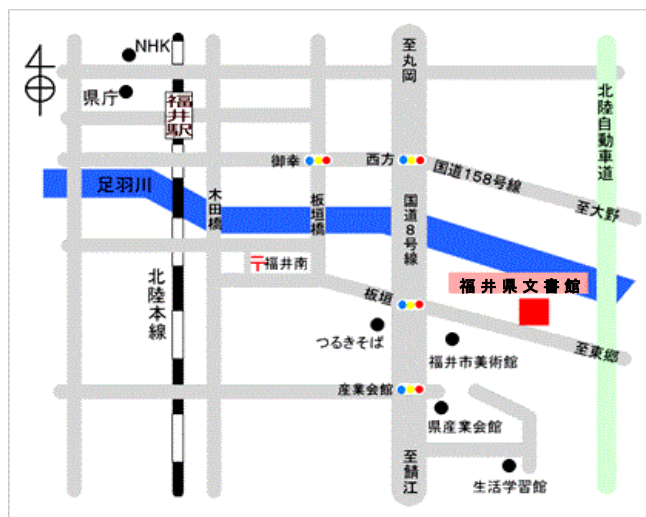 NHK
県庁
福井駅
至丸岡
北陸自動車道
御幸
西方
国道158号線
至大野
足羽川
木田橋
板垣橋
国道8号線
〒福井南
福井県文書館
北陸本線
板垣
つるきそば
福井市美術館
至東郷
産業会館
県産業会館
至鯖江
生活学習館